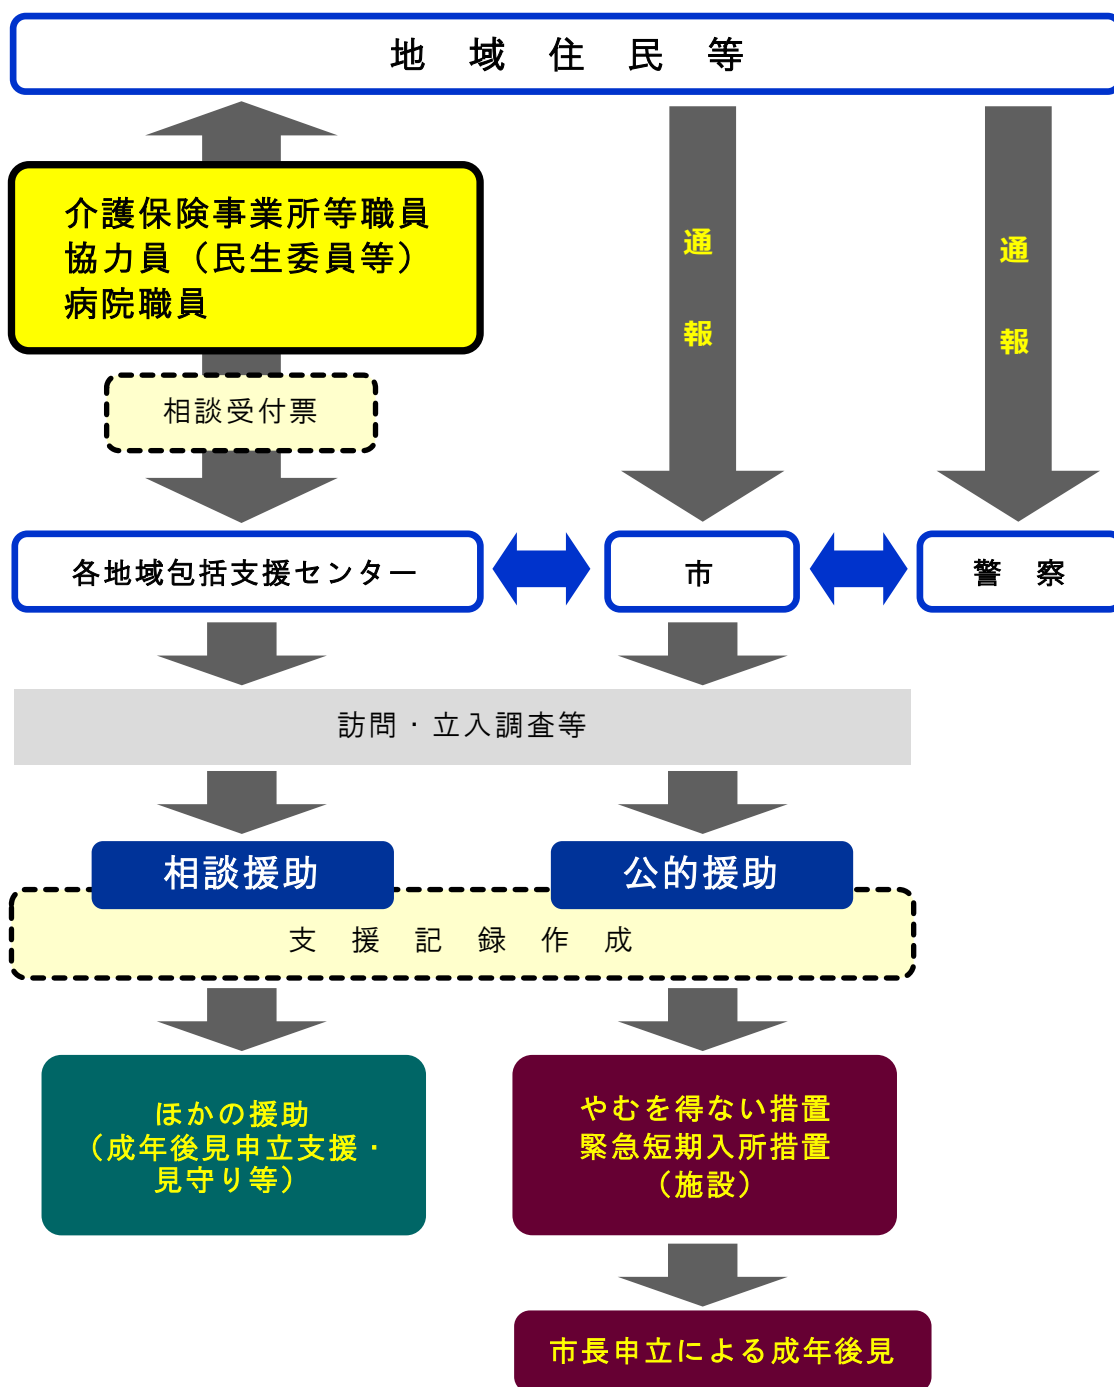 地　域　住　民　等
介護保険事業所等職員
協力員（民生委員等）
病院職員
通報
通報
相談受付票
各地域包括支援センター
市
警　察
訪問・立入調査等
相談援助
公的援助
支　援　記　録　作　成
ほかの援助
（成年後見申立支援・
見守り等）
やむを得ない措置
緊急短期入所措置
（施設）
市長申立による成年後見